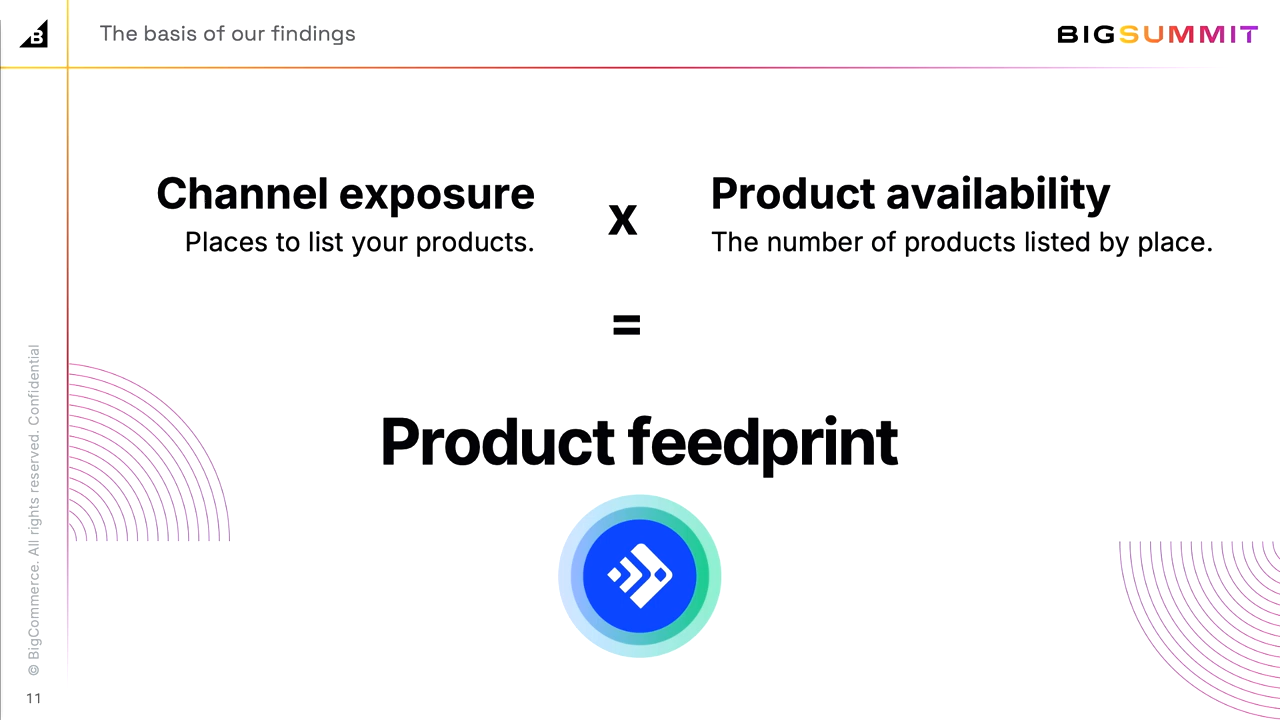 B
The basis of our findings
BIGSUMMIT
Channel exposure
Places to list your products.
x
Product availability
The number of products listed by place.
=
Product feedprint
© BigCommerce. All rights reserved. Confidential
11